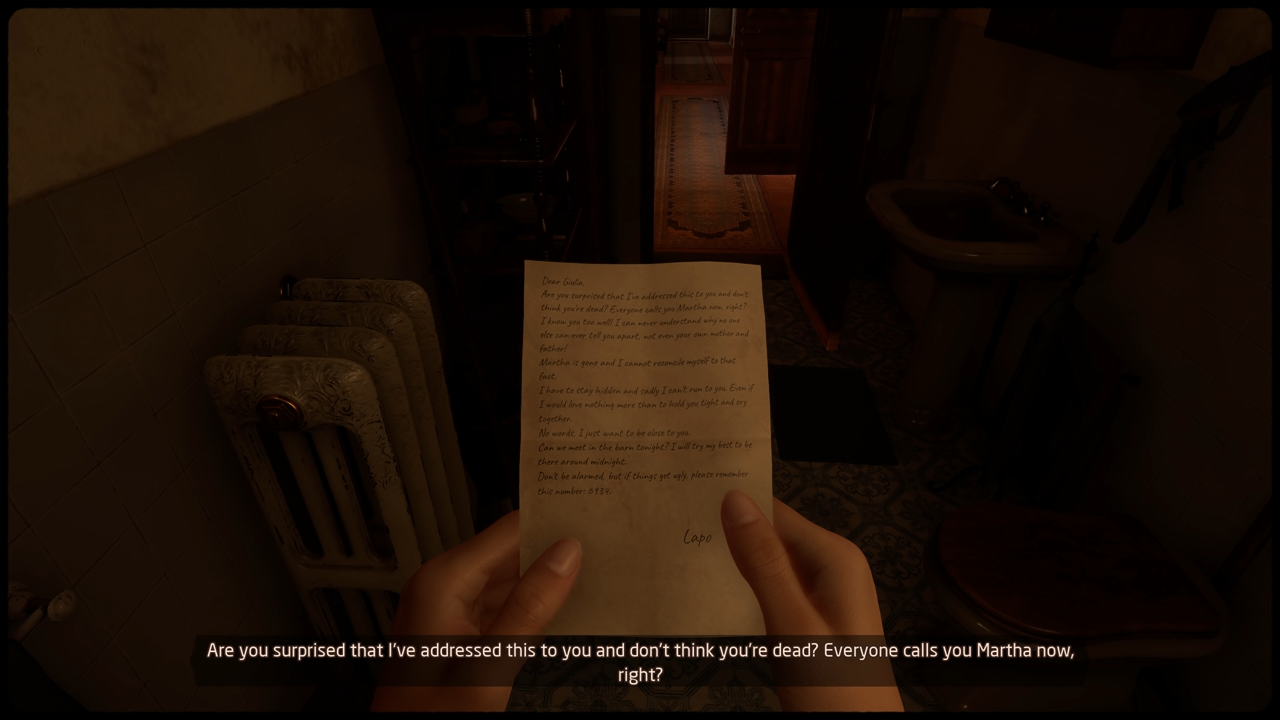 Dear Giulia,
Are you surprised that I've addressed this to you and don't
think you're dead? Everyone calls you Martha now, right?
I know you too well! I can never understand why no one
else can ever tell you apart, not even your own mother and
father!
Martha is gone and I cannot reconcile myself to that
fact.
I have to stay hidden and sadly I can't run to you. Even if
I would love nothing more than to hold you tight and cry
together.
No words, I just want to be close to you.
Can we meet in the barn tonight? I will try my best to be
there around midnight.
Don't be alarmed, but if things get ugly, please remember
this number:
Lapo
Are you surprised that I've addressed this to you and don't think you're dead? Everyone calls you Martha now,
right?